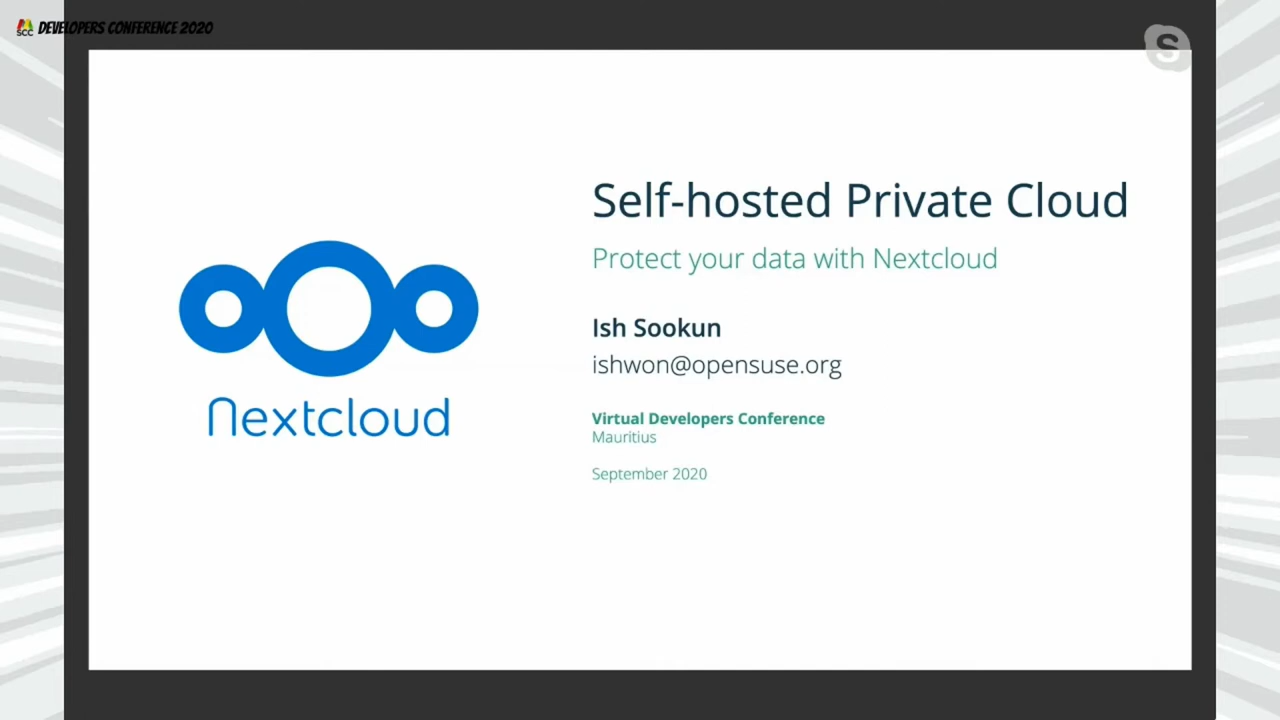 SCC DEVELOPERS CONFERENCE 2020
S
Self-hosted Private Cloud
Protect your data with Nextcloud
Ish Sookun
ishwon@opensuse.org
Virtual Developers Conference
Mauritius
September 2020
nextcloud